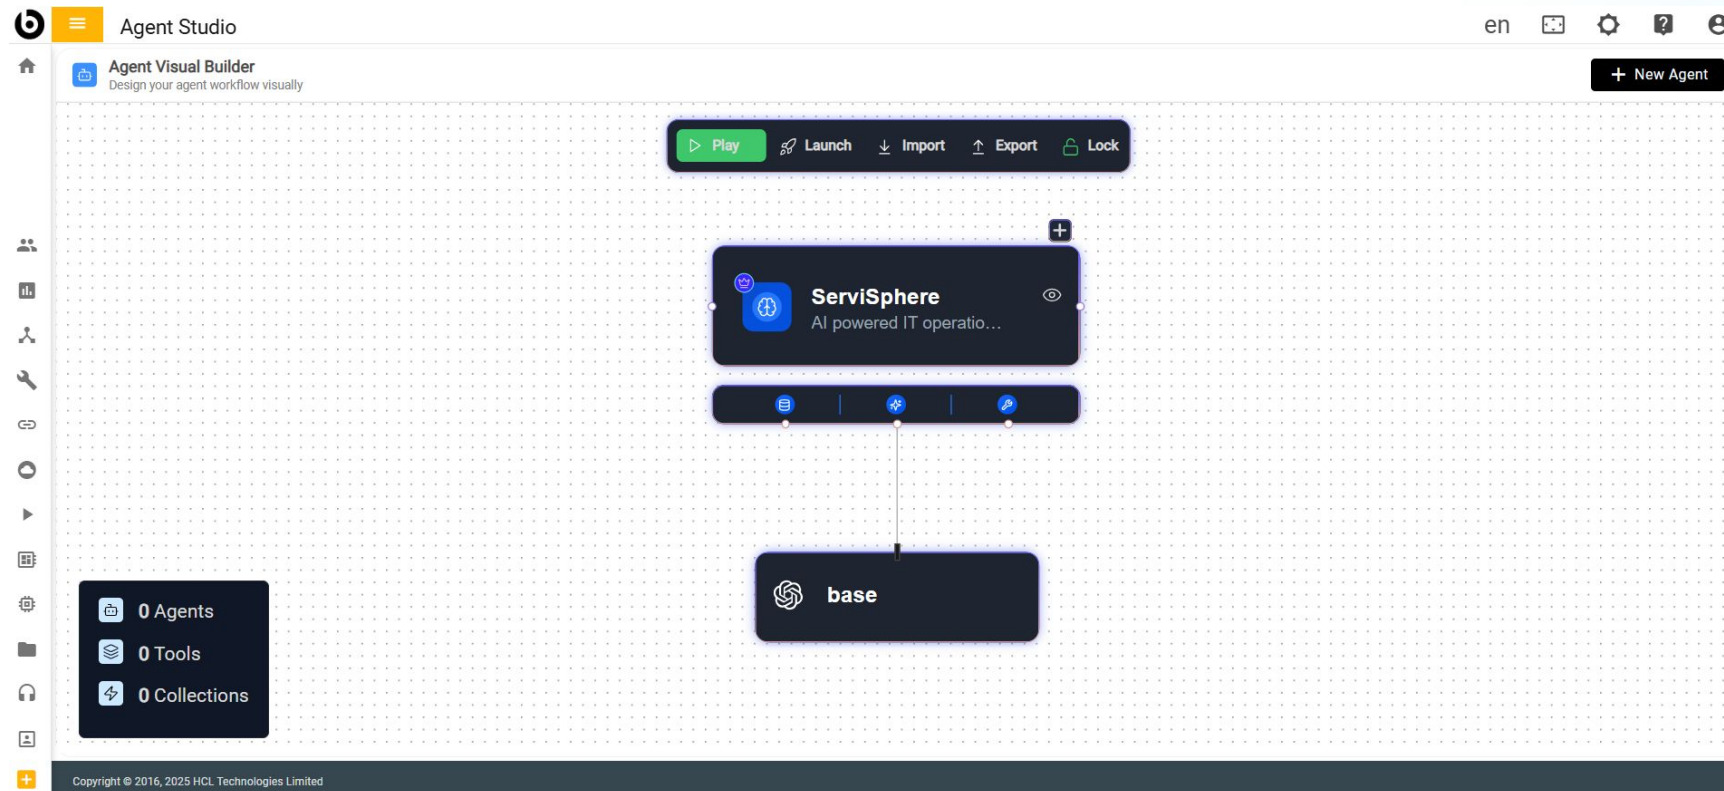 b
Agent Studio
en
Agent Visual Builder
Design your agent workflow visually
+ New Agent
Play
Launch
Import
Export
Lock
ServiSphere
AI powered IT operatio...
base
0 Agents
0 Tools
0 Collections
Copyright © 2016, 2025 HCL Technologies Limited